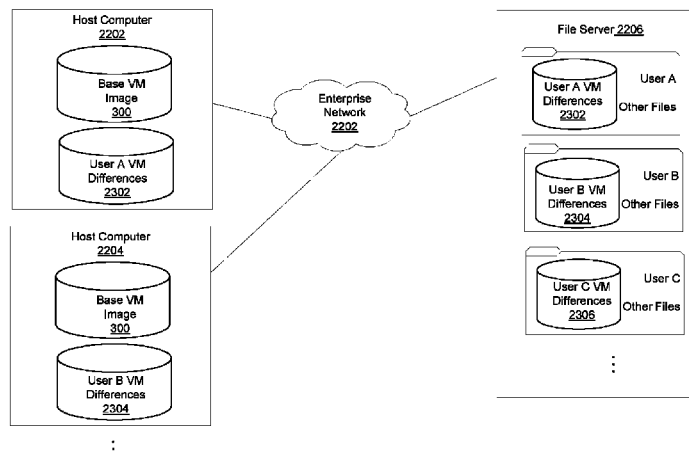 Host Computer
2202
Base VM
Image
300
User A VM
Differences
2302
Host Computer
2204
Base VM
Image
300
User B VM
Differences
2304
Enterprise
Network
2202
File Server 2206
User A VM
Differences
2302
User A
Other Files
User B VM
Differences
2304
User B
Other Files
User C VM
Differences
2306
User C
Other Files